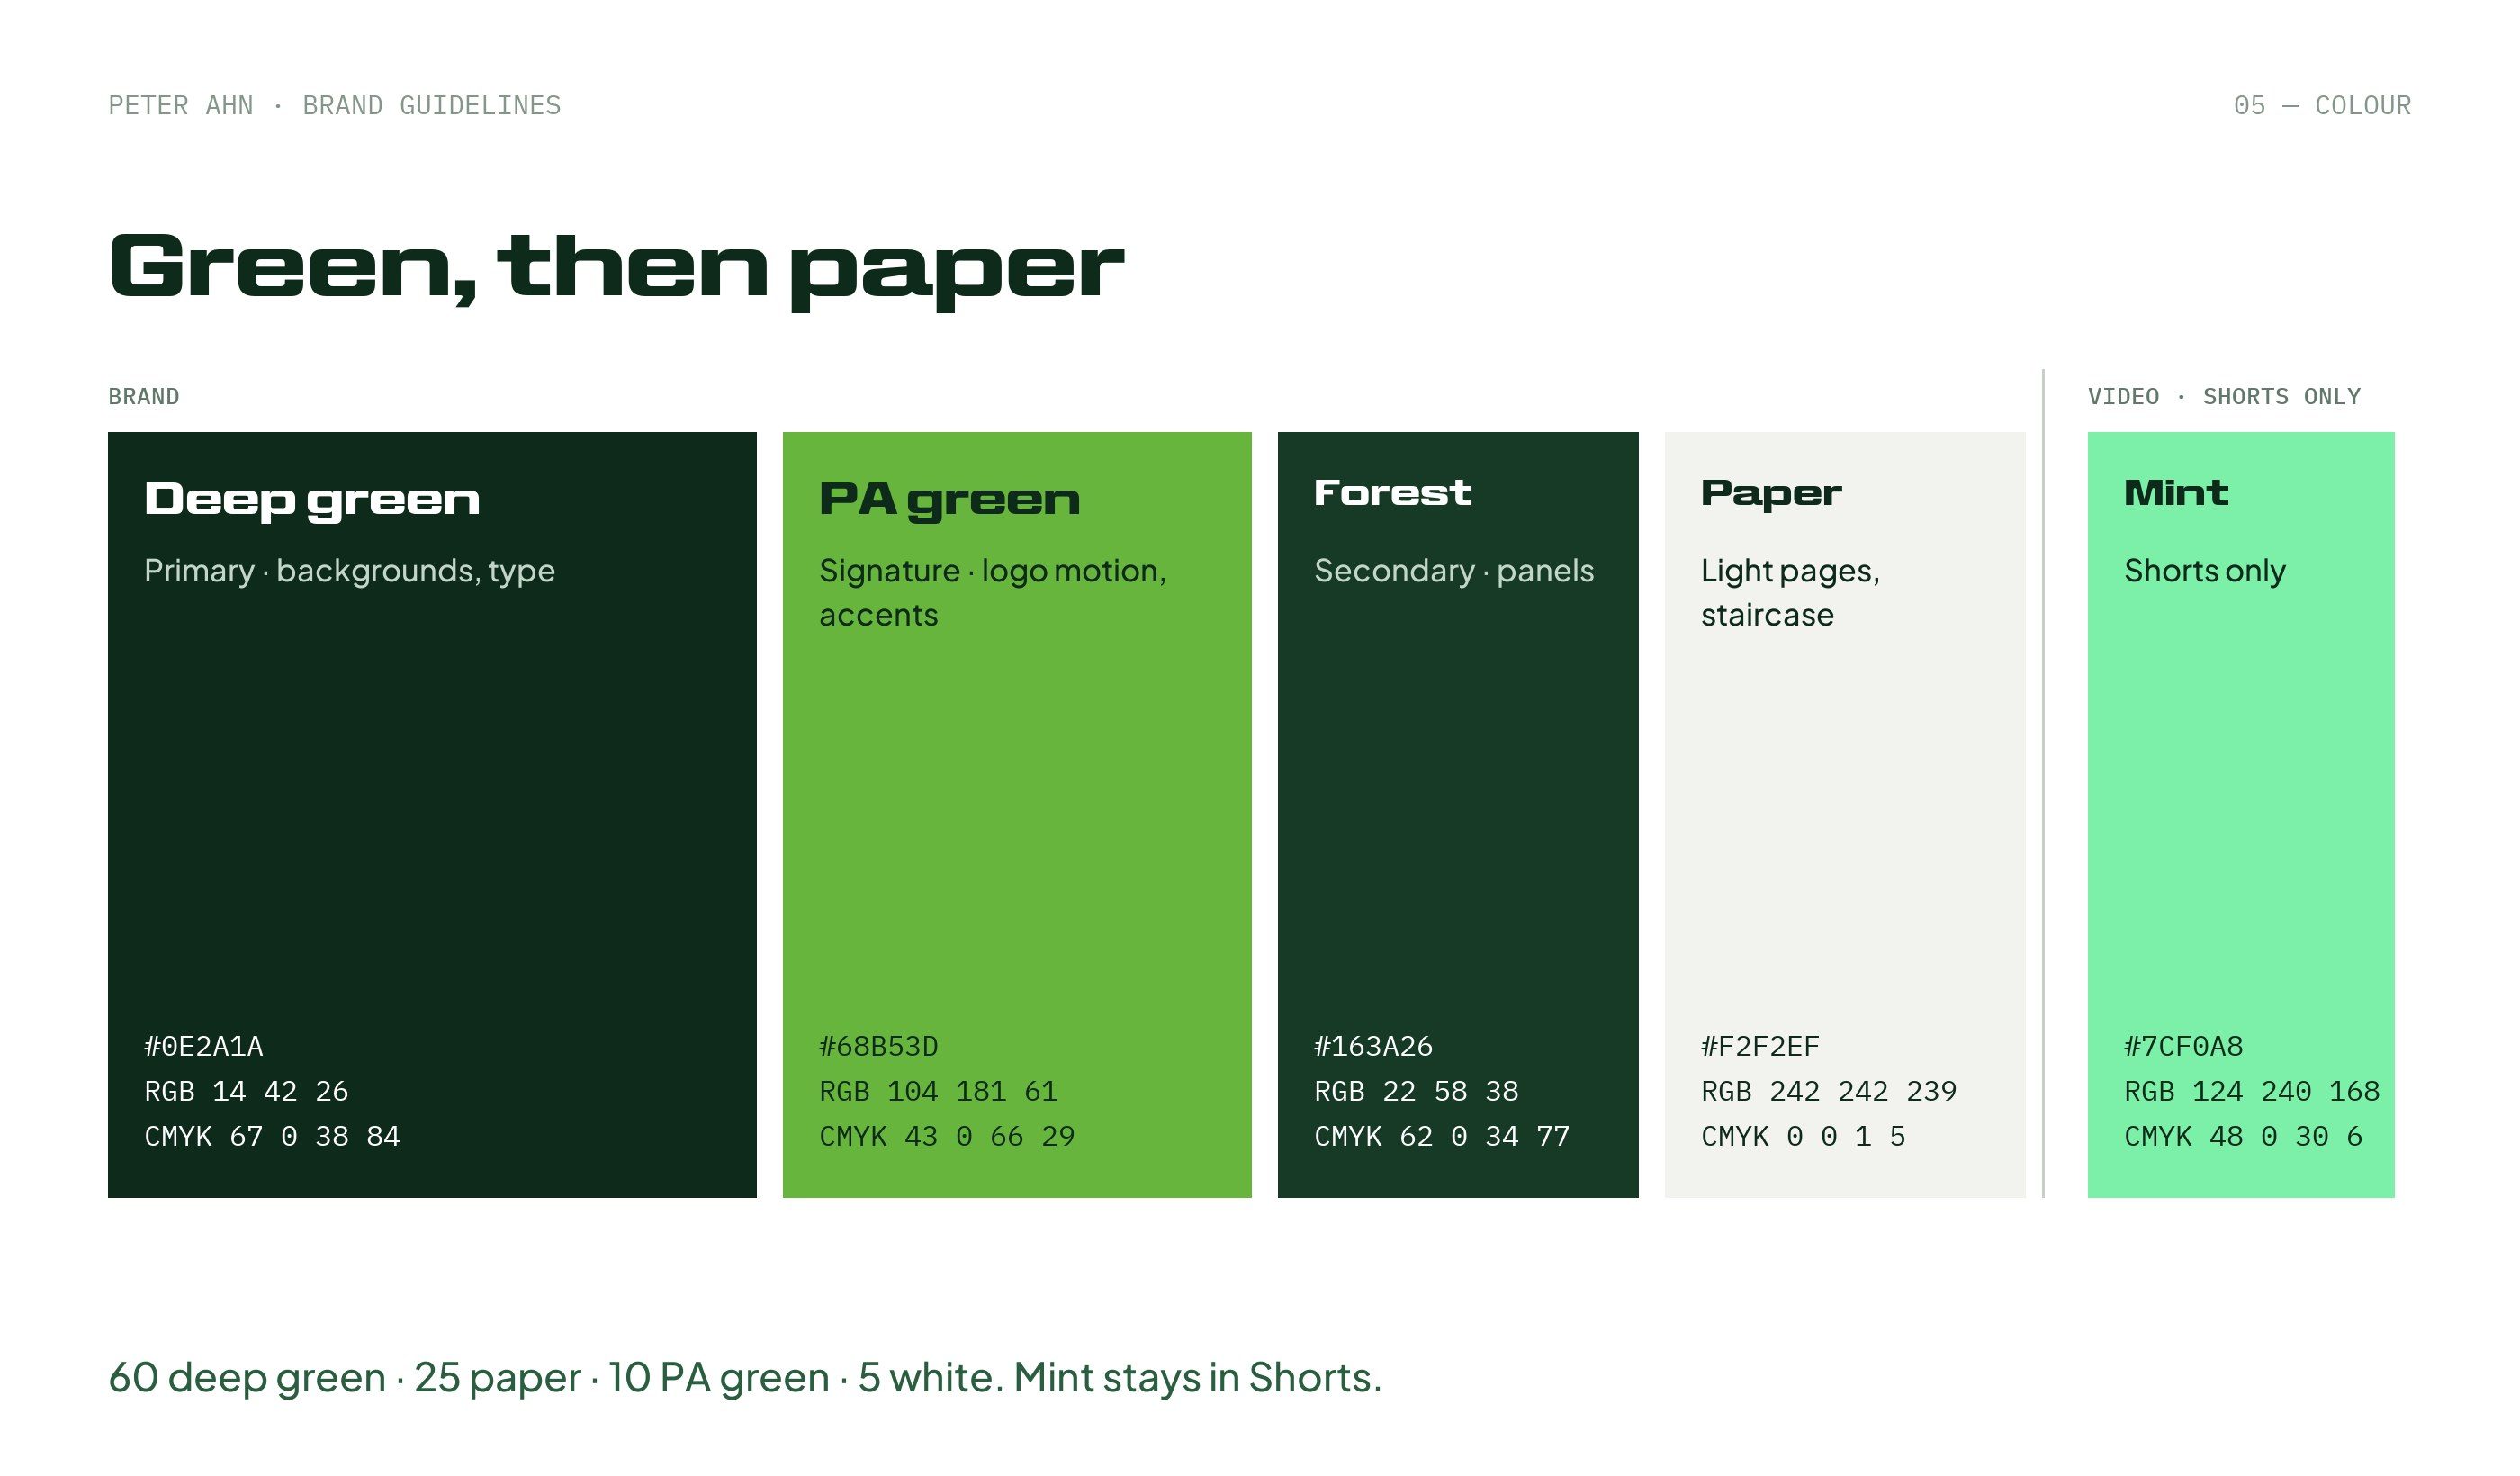 PETER AHN · BRAND GUIDELINES
05 — COLOUR
Green, then paper
BRAND
VIDEO · SHORTS ONLY
Deep green
Primary · backgrounds, type
#0E2A1A
RGB 14 42 26
CMYK 67 0 38 84
PA green
Signature · logo motion,
accents
#68B53D
RGB 104 181 61
CMYK 43 0 66 29
Forest
Secondary · panels
#163A26
RGB 22 58 38
CMYK 62 0 34 77
Paper
Light pages,
staircase
#F2F2EF
RGB 242 242 239
CMYK 0 0 1 5
Mint
Shorts only
#7CF0A8
RGB 124 240 168
CMYK 48 0 30 6
60 deep green · 25 paper · 10 PA green · 5 white. Mint stays in Shorts.